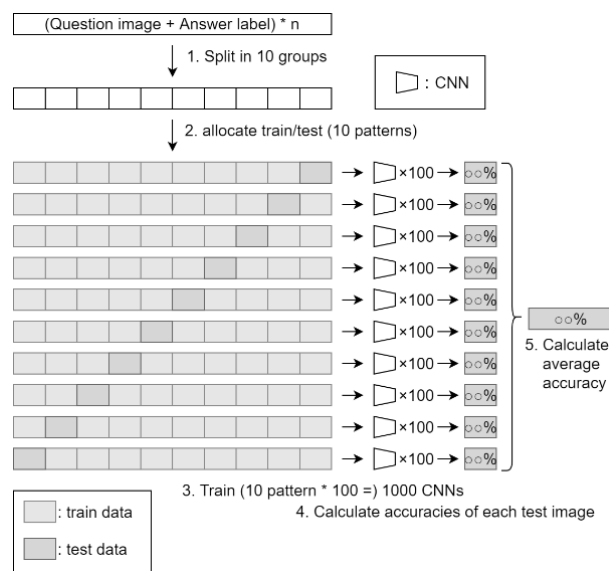 (Question image + Answer label) * n
1. Split in 10 groups
: CNN
2. allocate train/test (10 patterns)
×100 ○○%
×100 ○○%
×100 ○○%
×100 ○○%
×100 ○○%
×100 ○○%
×100 ○○%
×100 ○○%
×100 ○○%
×100 ○○%
○○%
5. Calculate
average
accuracy
3. Train (10 pattern * 100 =) 1000 CNNs
4. Calculate accuracies of each test image
: train data
: test data